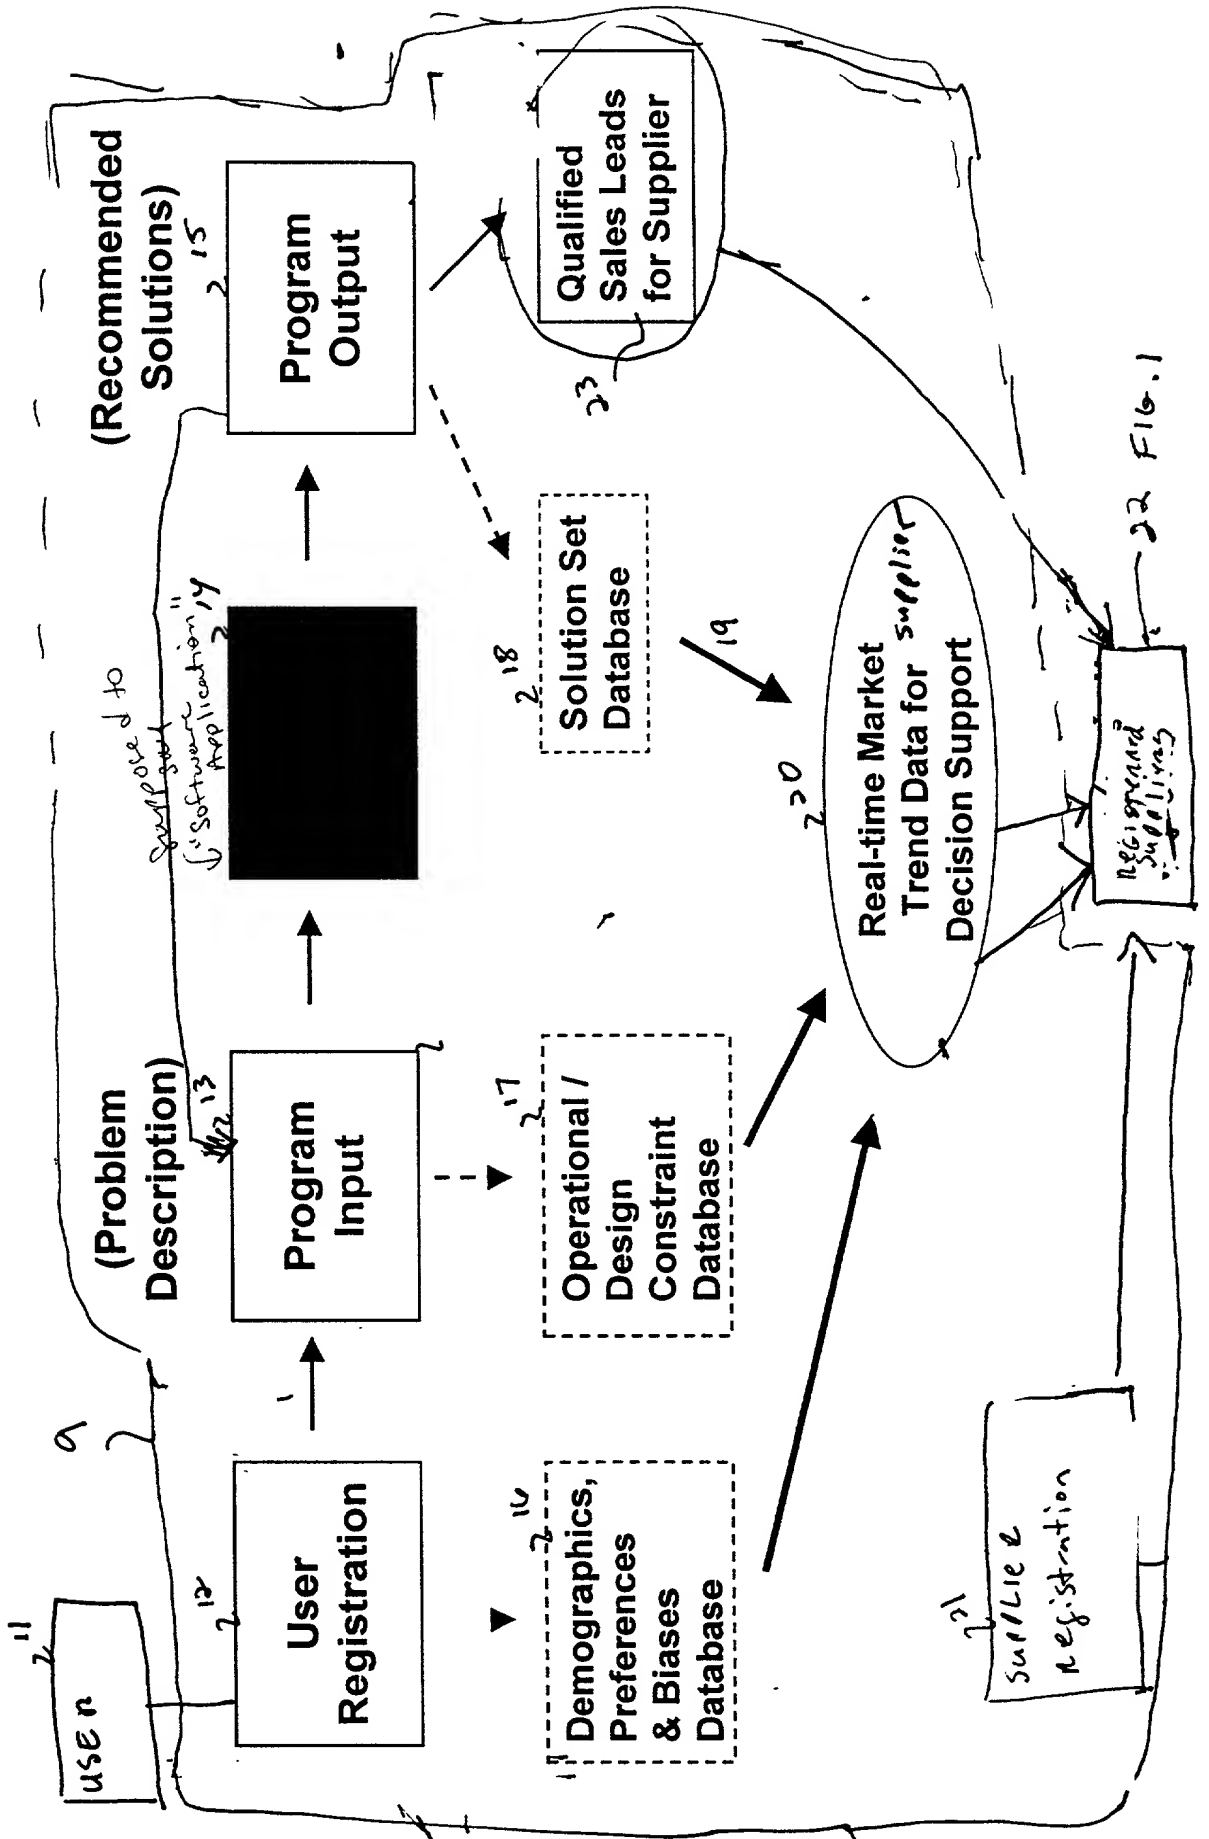 USER
11
9
User
Registration
12
(Problem
Description)
13
Program
Input
supposed to
say
"Software
Application"
14
(Recommended
Solutions)
15
Program
Output
Demographics,
Preferences
& Biases
Database
16
Operational /
Design
Constraint
Database
17
Solution Set
Database
18
19
Qualified
Sales Leads
for Supplier
23
Real-time Market
Trend Data for supplier
Decision Support
20
Supplier
Registration
21
Suppliers
22
FIG. 1